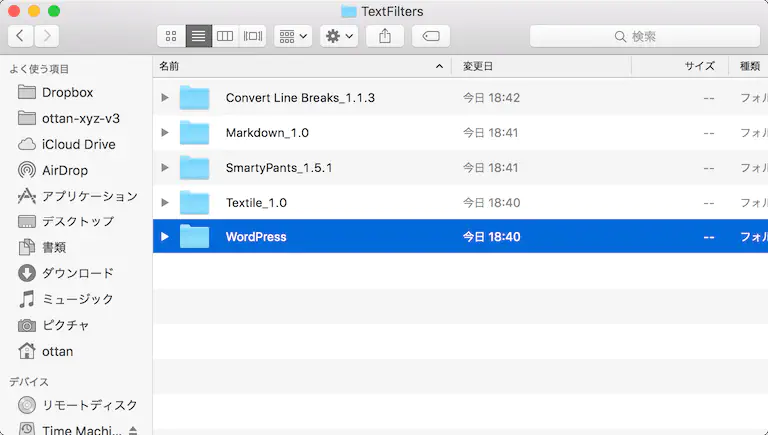 TextFilters
検索
よく使う項目
Dropbox
ottan-xyz-v3
iCloud Drive
AirDrop
アプリケーション
デスクトップ
書類
ダウンロード
ミュージック
ピクチャ
ottan
デバイス
リモートディスク
Time Machi...
名前 変更日 サイズ 種類
Convert Line Breaks_1.1.3 今日 18:42 -- フォル
Markdown_1.0 今日 18:41 -- フォル
SmartyPants_1.5.1 今日 18:41 -- フォル
Textile_1.0 今日 18:40 -- フォル
WordPress 今日 18:40 -- フォル